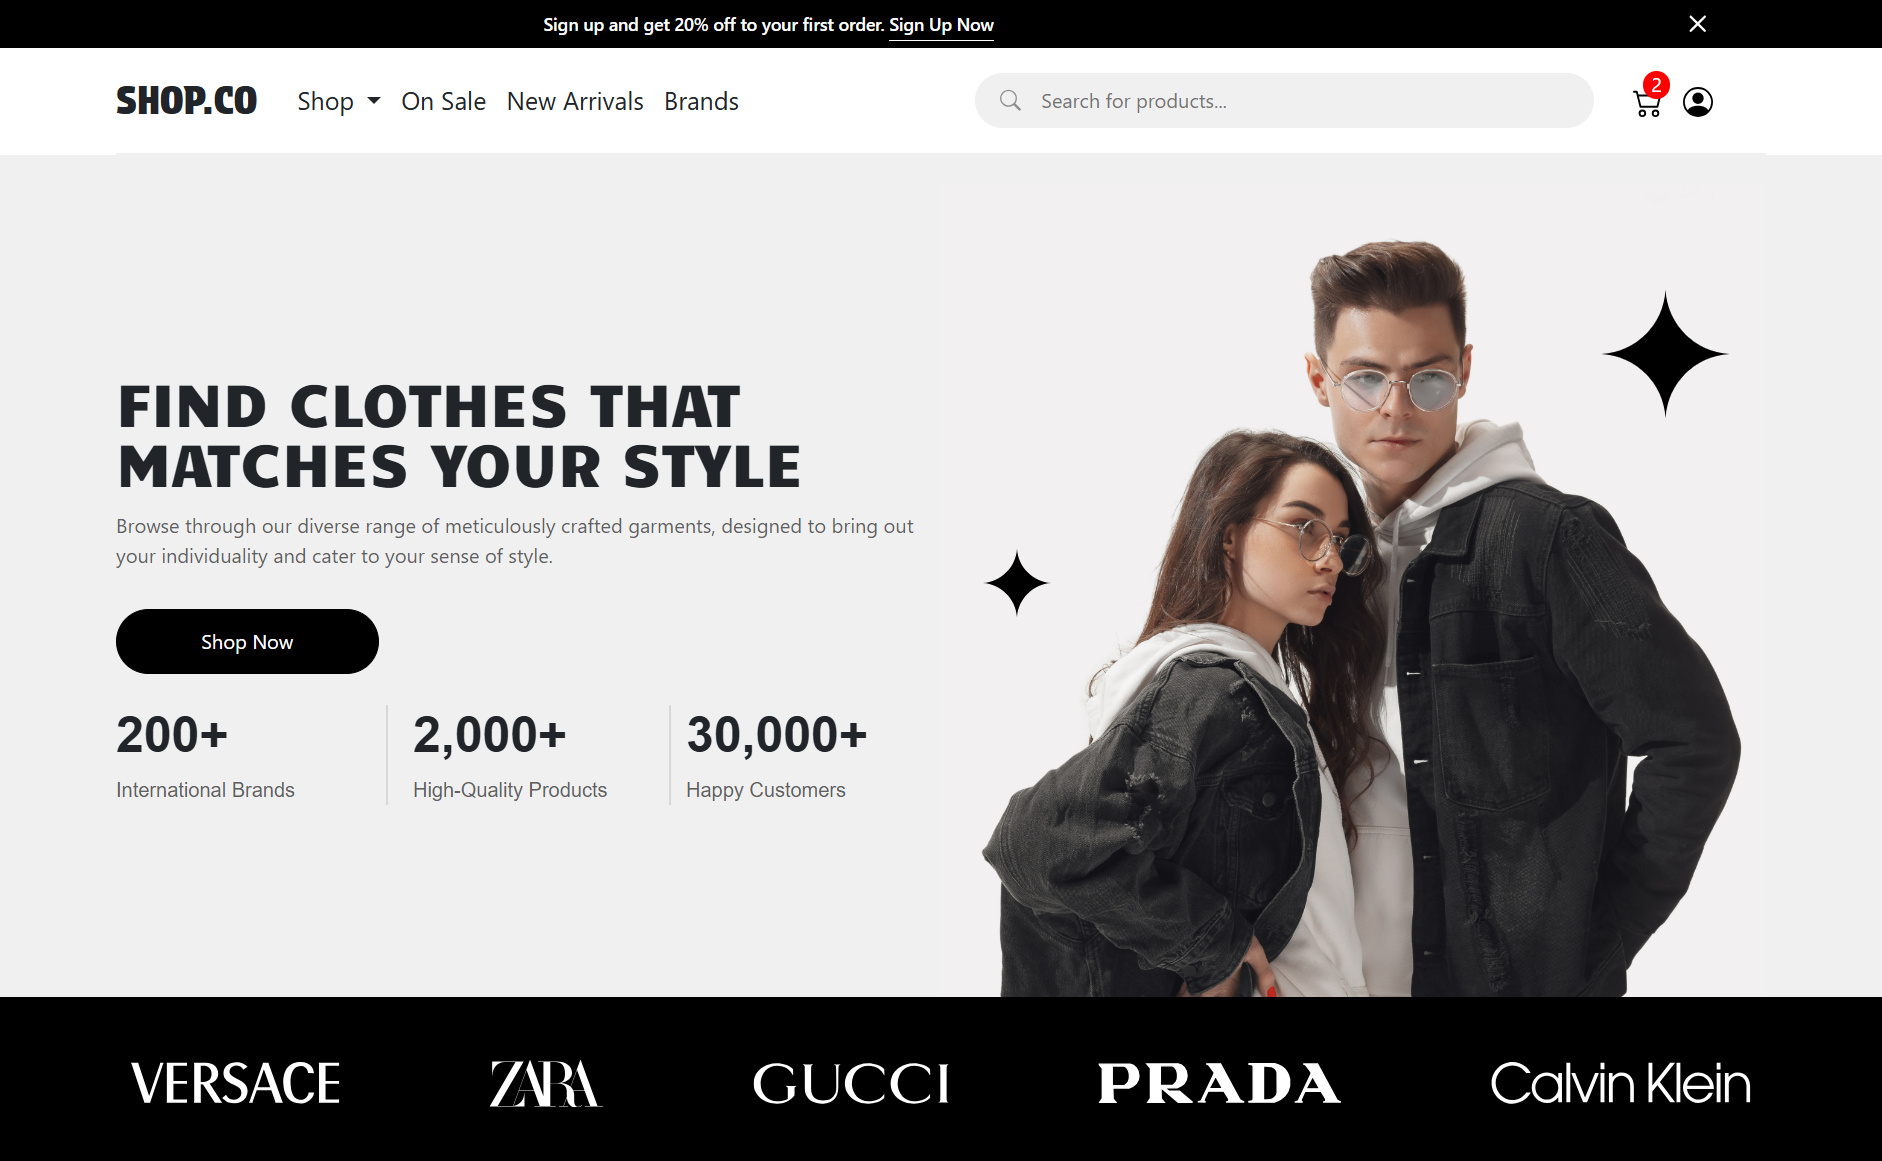 Sign up and get 20% off to your first order. Sign Up Now
SHOP.CO
Shop
On Sale
New Arrivals
Brands
Search for products...
2
FIND CLOTHES THAT
MATCHES YOUR STYLE
Browse through our diverse range of meticulously crafted garments, designed to bring out
your individuality and cater to your sense of style.
Shop Now
200+
International Brands
2,000+
High-Quality Products
30,000+
Happy Customers
VERSACE
ZARA
GUCCI
PRADA
Calvin Klein